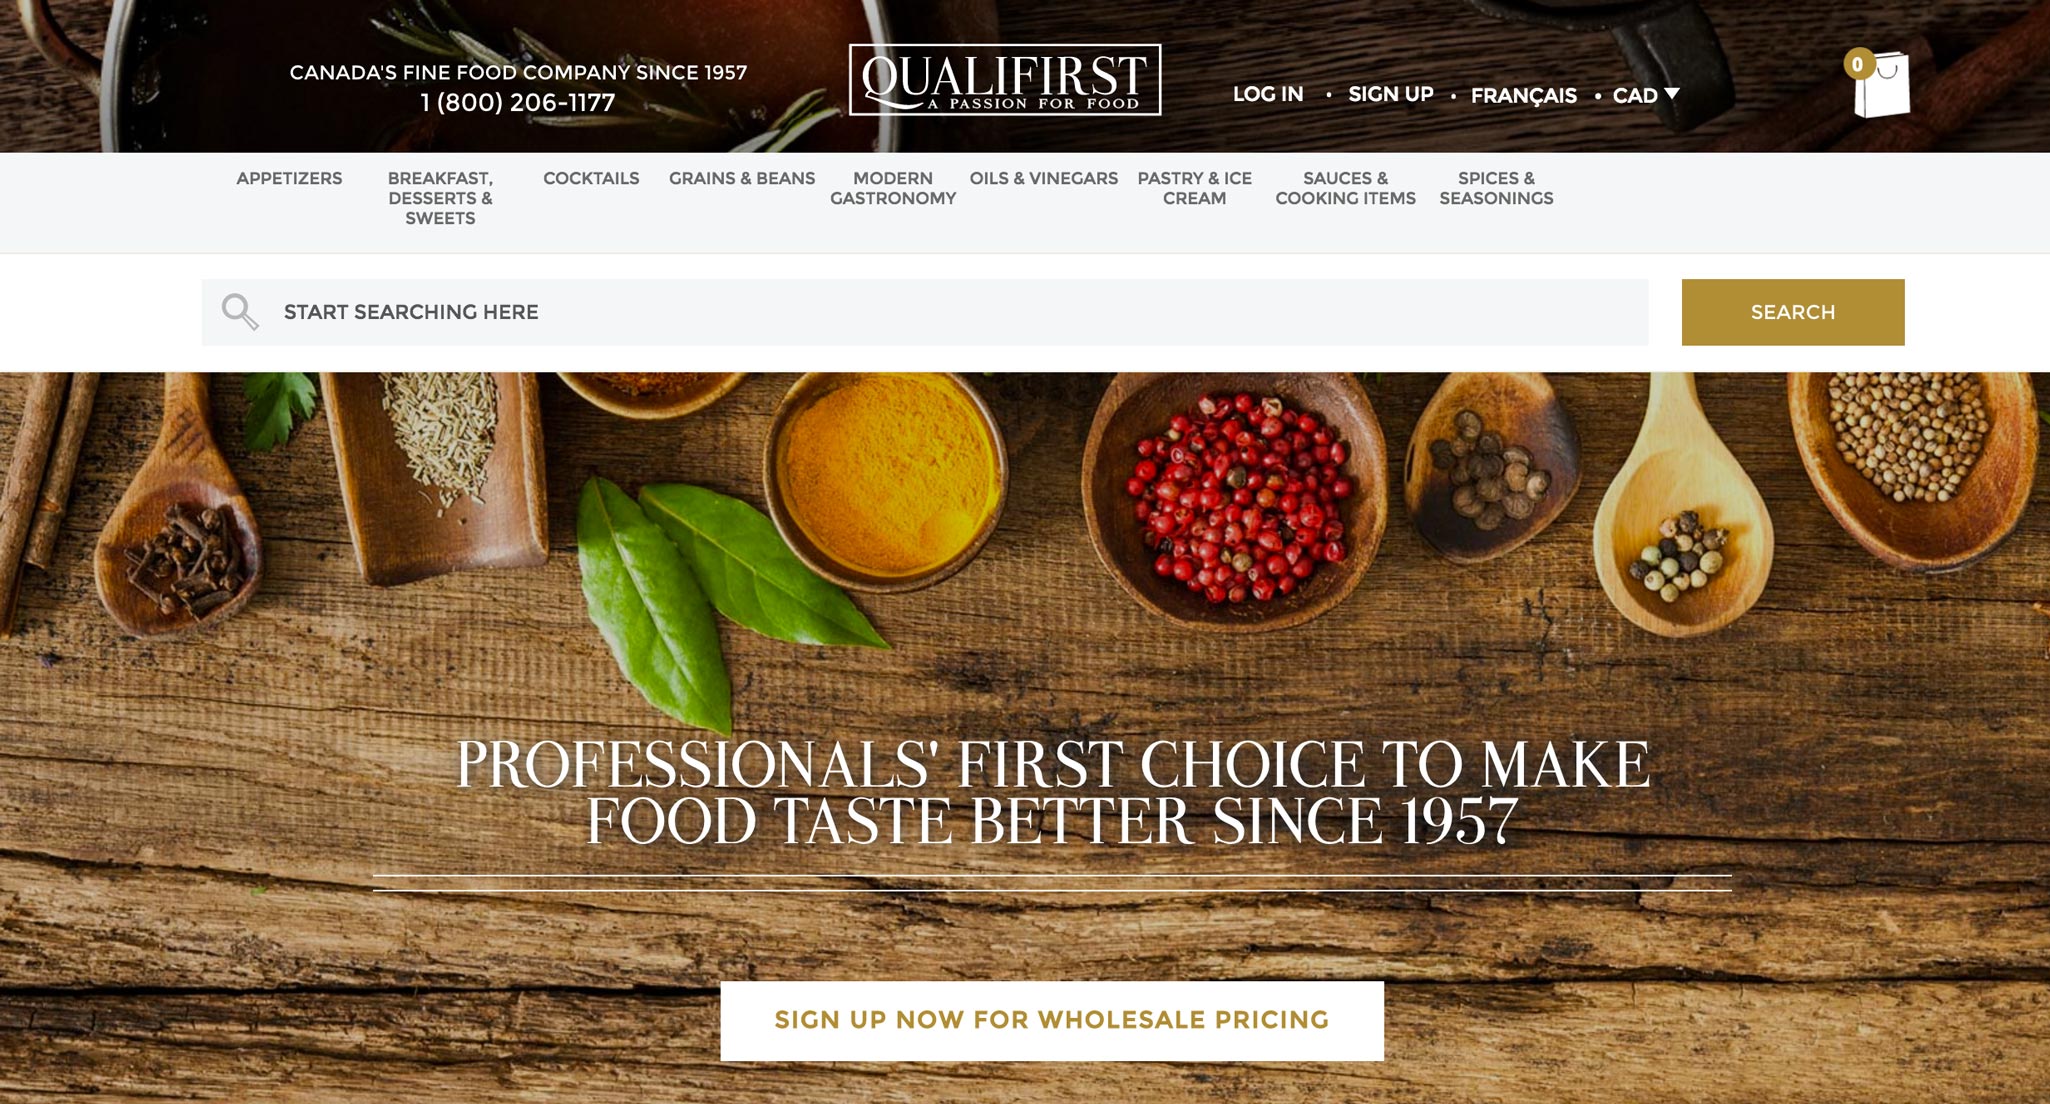 CANADA'S FINE FOOD COMPANY SINCE 1957
1 (800) 206-1177
QUALIFIRST
A PASSION FOR FOOD
LOG IN • SIGN UP • FRANÇAIS • CAD
0
APPETIZERS
BREAKFAST,
DESSERTS &
SWEETS
COCKTAILS
GRAINS & BEANS
MODERN
GASTRONOMY
OILS & VINEGARS
PASTRY & ICE
CREAM
SAUCES &
COOKING ITEMS
SPICES &
SEASONINGS
START SEARCHING HERE
SEARCH
PROFESSIONALS' FIRST CHOICE TO MAKE
FOOD TASTE BETTER SINCE 1957
SIGN UP NOW FOR WHOLESALE PRICING